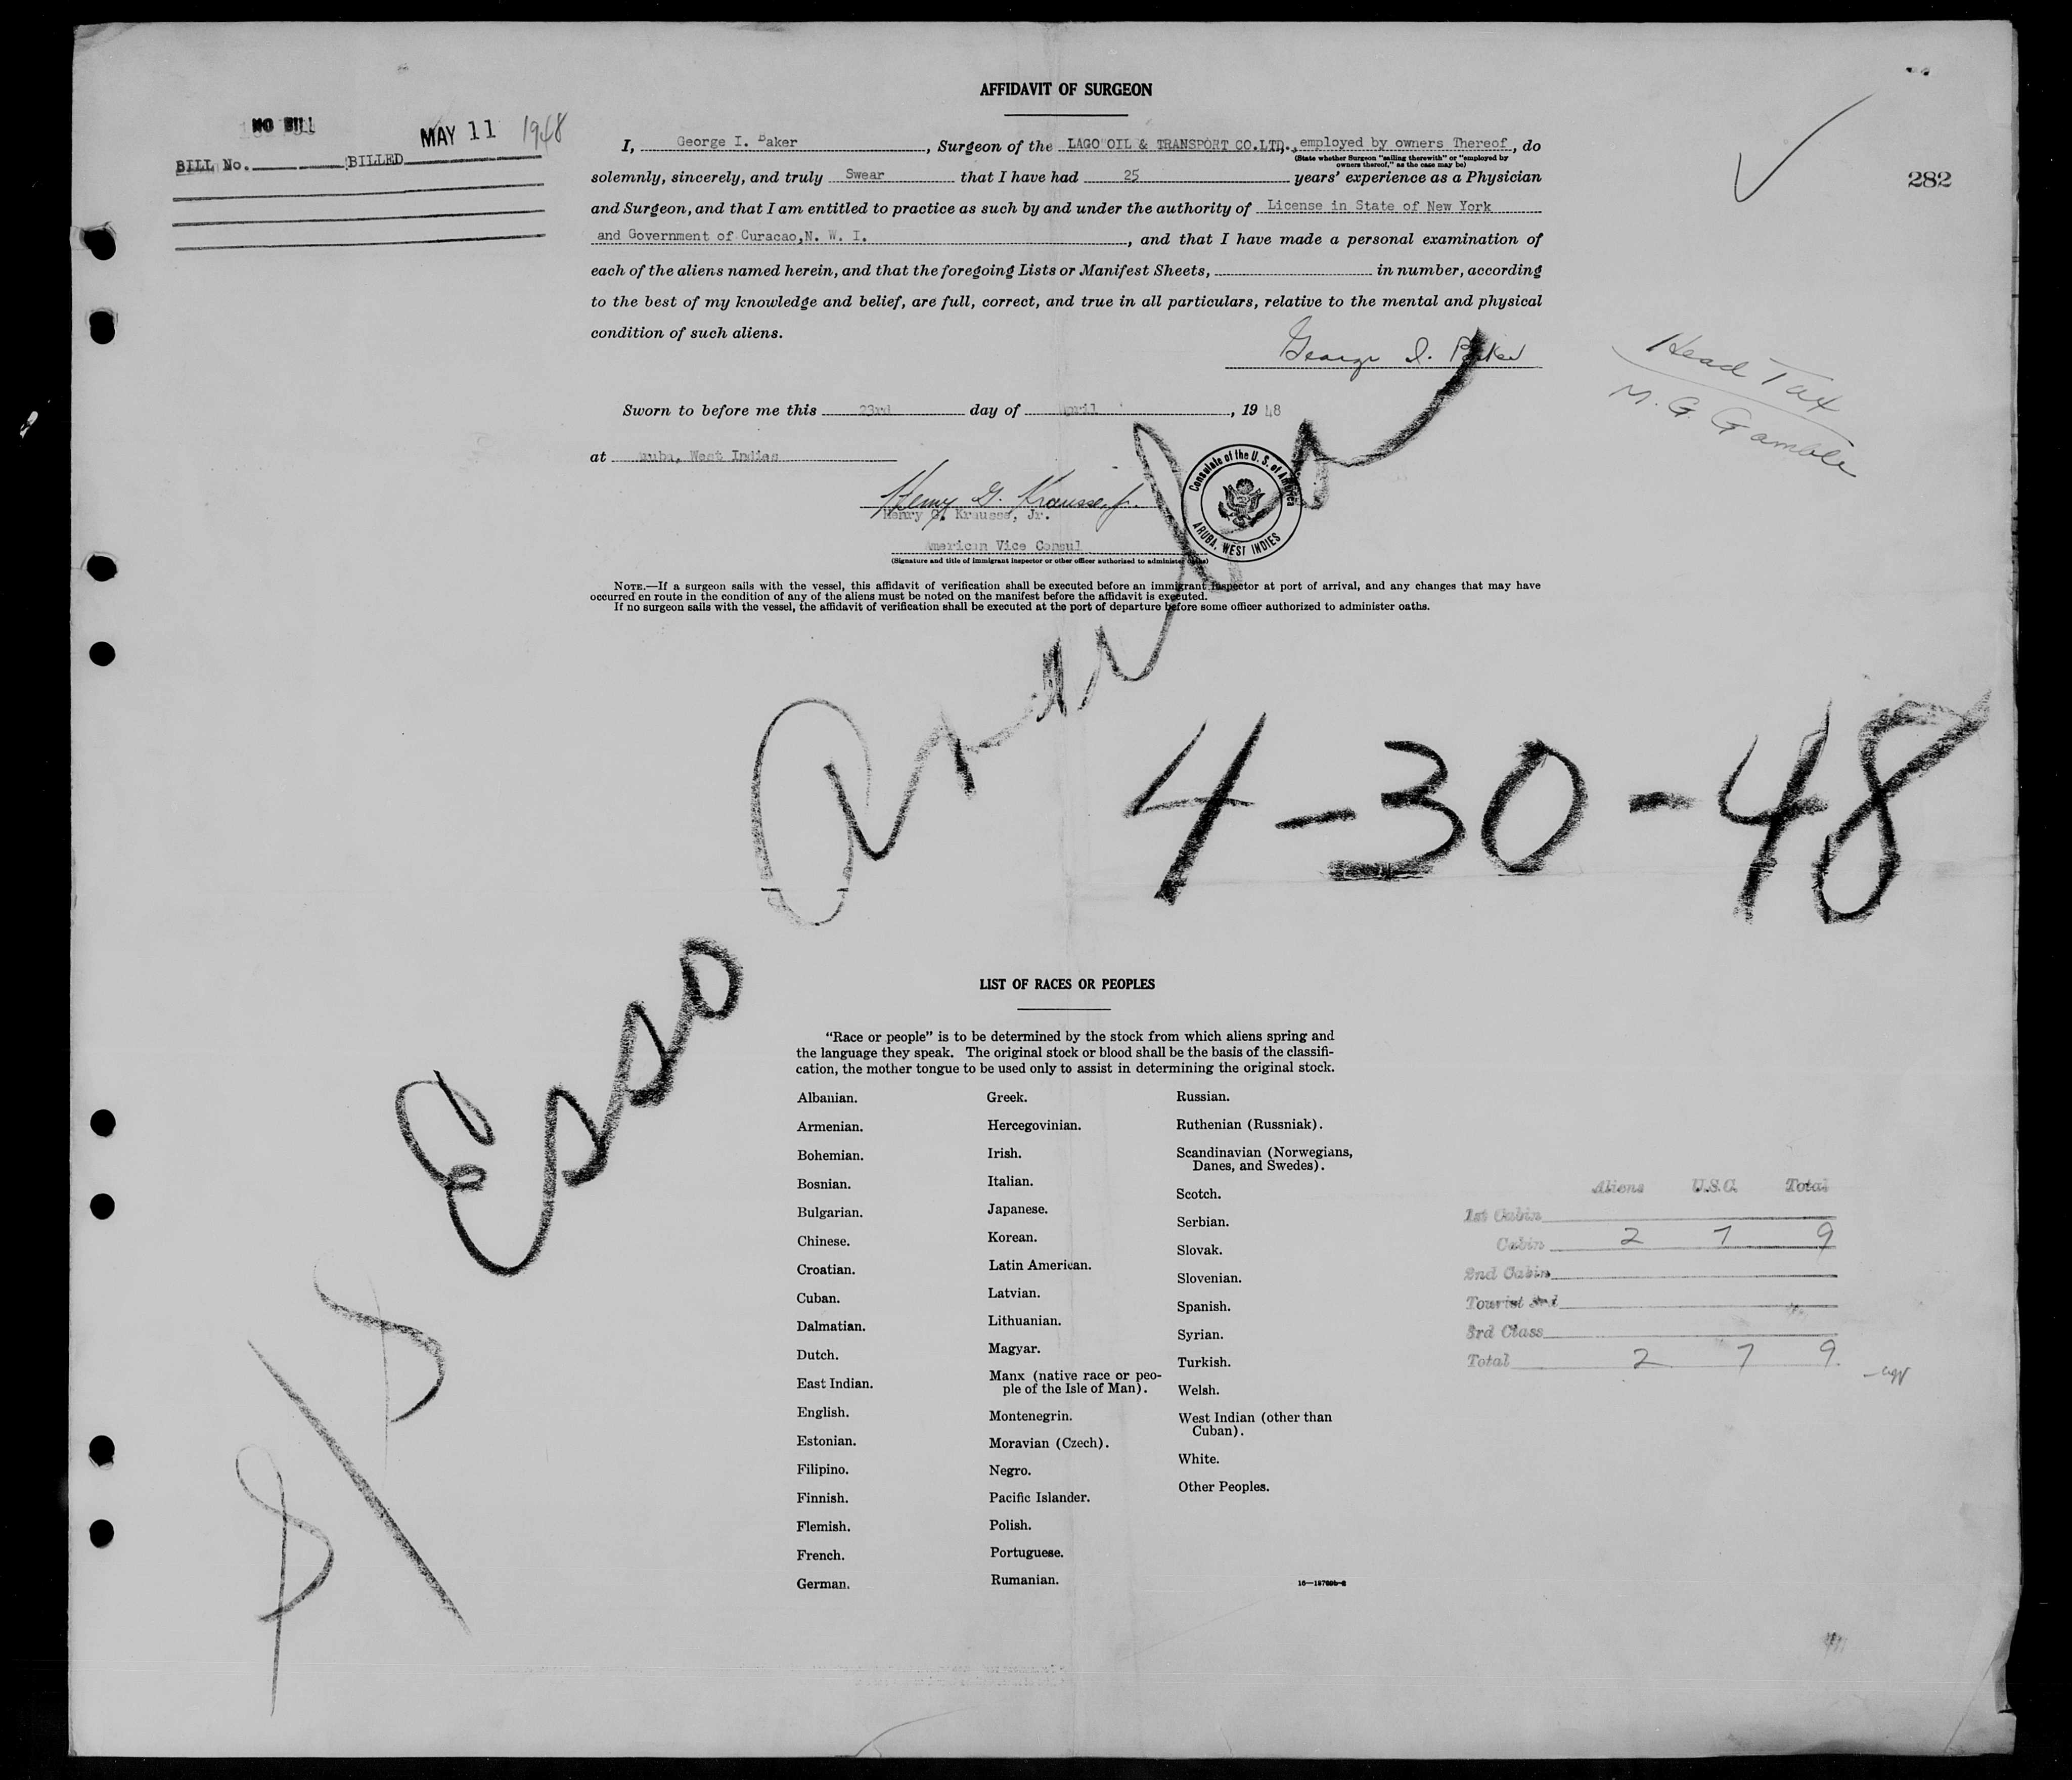 AFFIDAVIT OF SURGEON
NO BILL
MAY 11 1948
BILL No. BILLED
282
I, George I. Baker, Surgeon of the LAGO OIL & TRANSPORT CO.LTD., employed by owners Thereof, do
(State whether Surgeon "sailing therewith" or "employed by
owners thereof," as the case may be)
solemnly, sincerely, and truly Swear that I have had 25 years' experience as a Physician
and Surgeon, and that I am entitled to practice as such by and under the authority of License in State of New York
and Government of Curacao,N. W. I., and that I have made a personal examination of
each of the aliens named herein, and that the foregoing Lists or Manifest Sheets, in number, according
to the best of my knowledge and belief, are full, correct, and true in all particulars, relative to the mental and physical
condition of such aliens.
George I. Baker
Head Tax
M. G. Gamble
Sworn to before me this 23rd day of April, 1948
at Aruba, West Indies
Henry G. Krausse, Jr.
Henry G. Krausse, Jr.
American Vice Consul
(Signature and title of immigrant inspector or other officer authorized to administer oaths)
Consulate of the U. S. of America
ARUBA, WEST INDIES
NOTE.—If a surgeon sails with the vessel, this affidavit of verification shall be executed before an immigrant inspector at port of arrival, and any changes that may have
occurred en route in the condition of any of the aliens must be noted on the manifest before the affidavit is executed.
If no surgeon sails with the vessel, the affidavit of verification shall be executed at the port of departure before some officer authorized to administer oaths.
S/S Esso
4-30-48
LIST OF RACES OR PEOPLES
"Race or people" is to be determined by the stock from which aliens spring and
the language they speak. The original stock or blood shall be the basis of the classifi-
cation, the mother tongue to be used only to assist in determining the original stock.
Albanian.
Armenian.
Bohemian.
Bosnian.
Bulgarian.
Chinese.
Croatian.
Cuban.
Dalmatian.
Dutch.
East Indian.
English.
Estonian.
Filipino.
Finnish.
Flemish.
French.
German.
Greek.
Hercegovinian.
Irish.
Italian.
Japanese.
Korean.
Latin American.
Latvian.
Lithuanian.
Magyar.
Manx (native race or peo-
ple of the Isle of Man).
Montenegrin.
Moravian (Czech).
Negro.
Pacific Islander.
Polish.
Portuguese.
Rumanian.
Russian.
Ruthenian (Russniak).
Scandinavian (Norwegians,
Danes, and Swedes).
Scotch.
Serbian.
Slovak.
Slovenian.
Spanish.
Syrian.
Turkish.
Welsh.
West Indian (other than
Cuban).
White.
Other Peoples.
Aliens U.S.C. Total
1st Cabin
Cabin 2 7 9
2nd Cabin
Tourist 3rd
3rd Class
Total 2 7 9